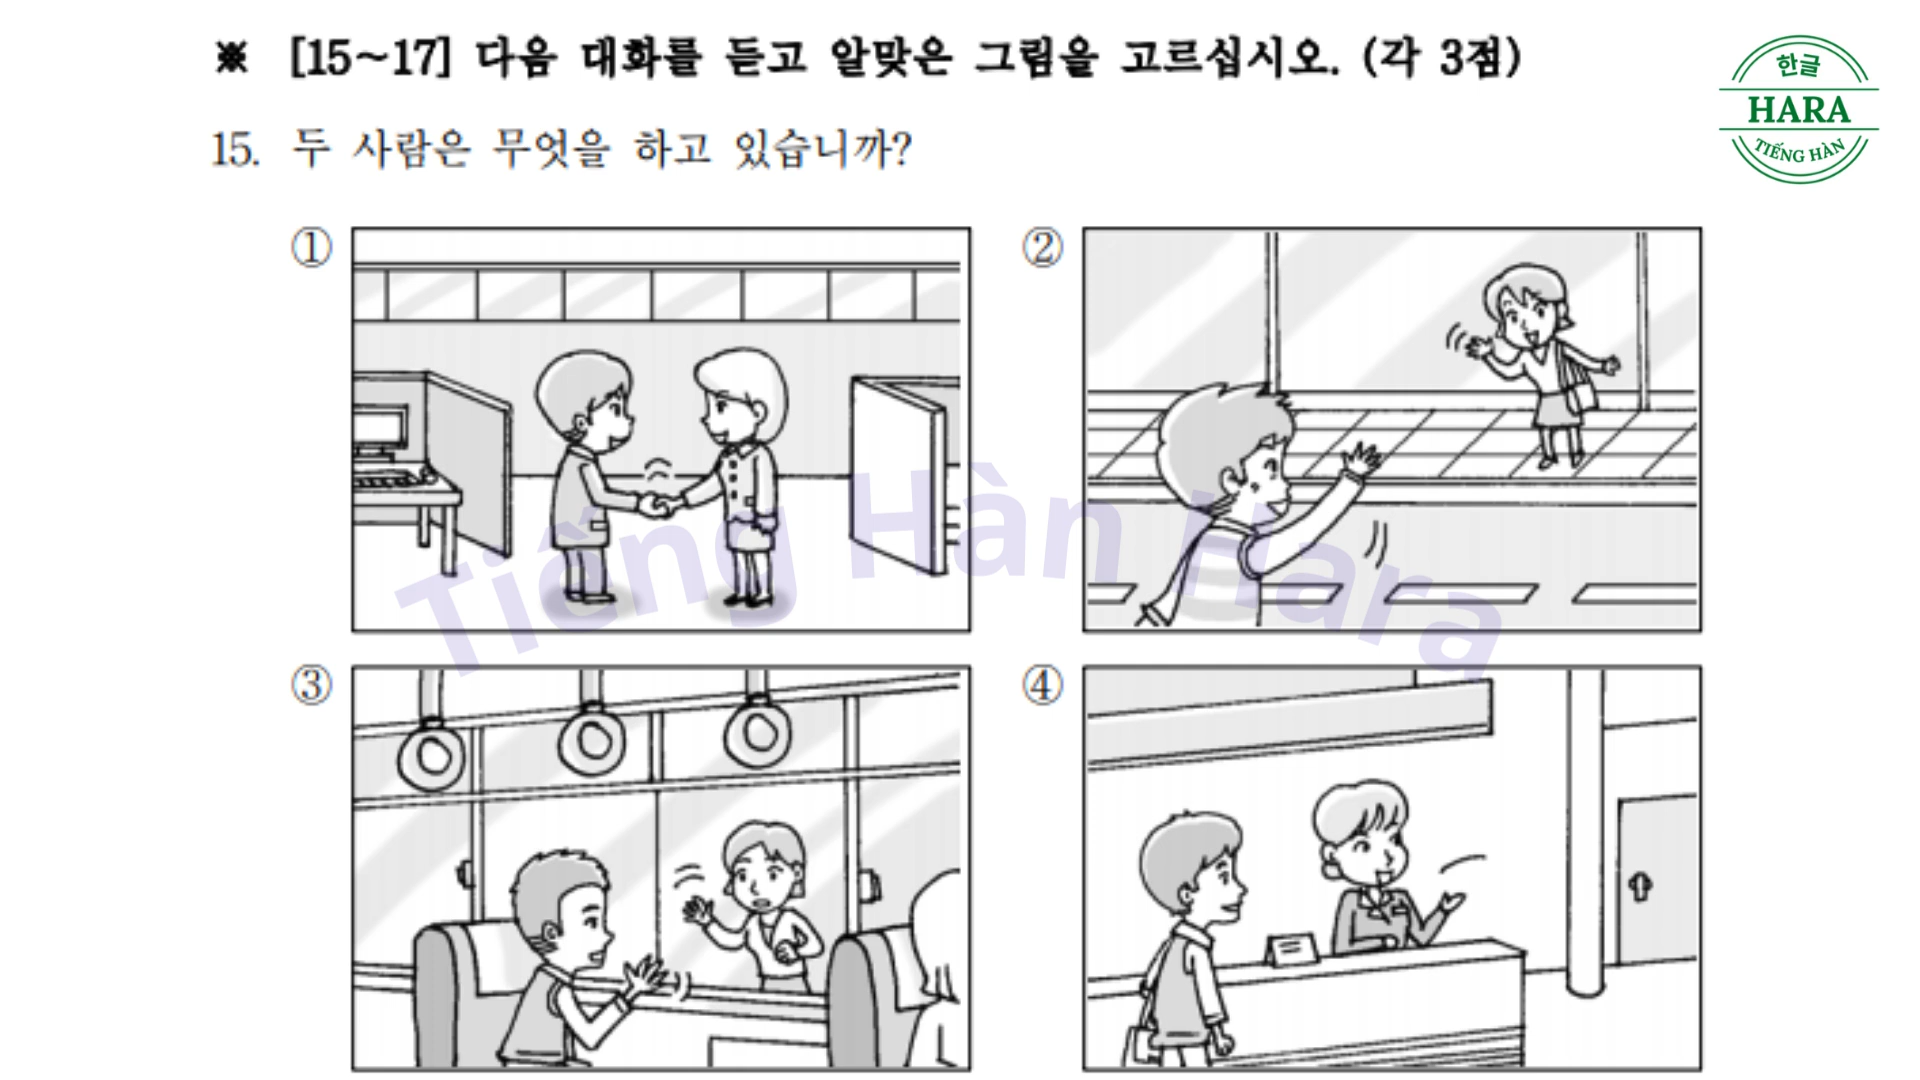 ※ [15～17] 다음 대화를 듣고 알맞은 그림을 고르십시오. (각 3점)
한글
HARA
TIẾNG HÀN
15. 두 사람은 무엇을 하고 있습니까?
①
②
Tiếng Hàn Hara
③
④